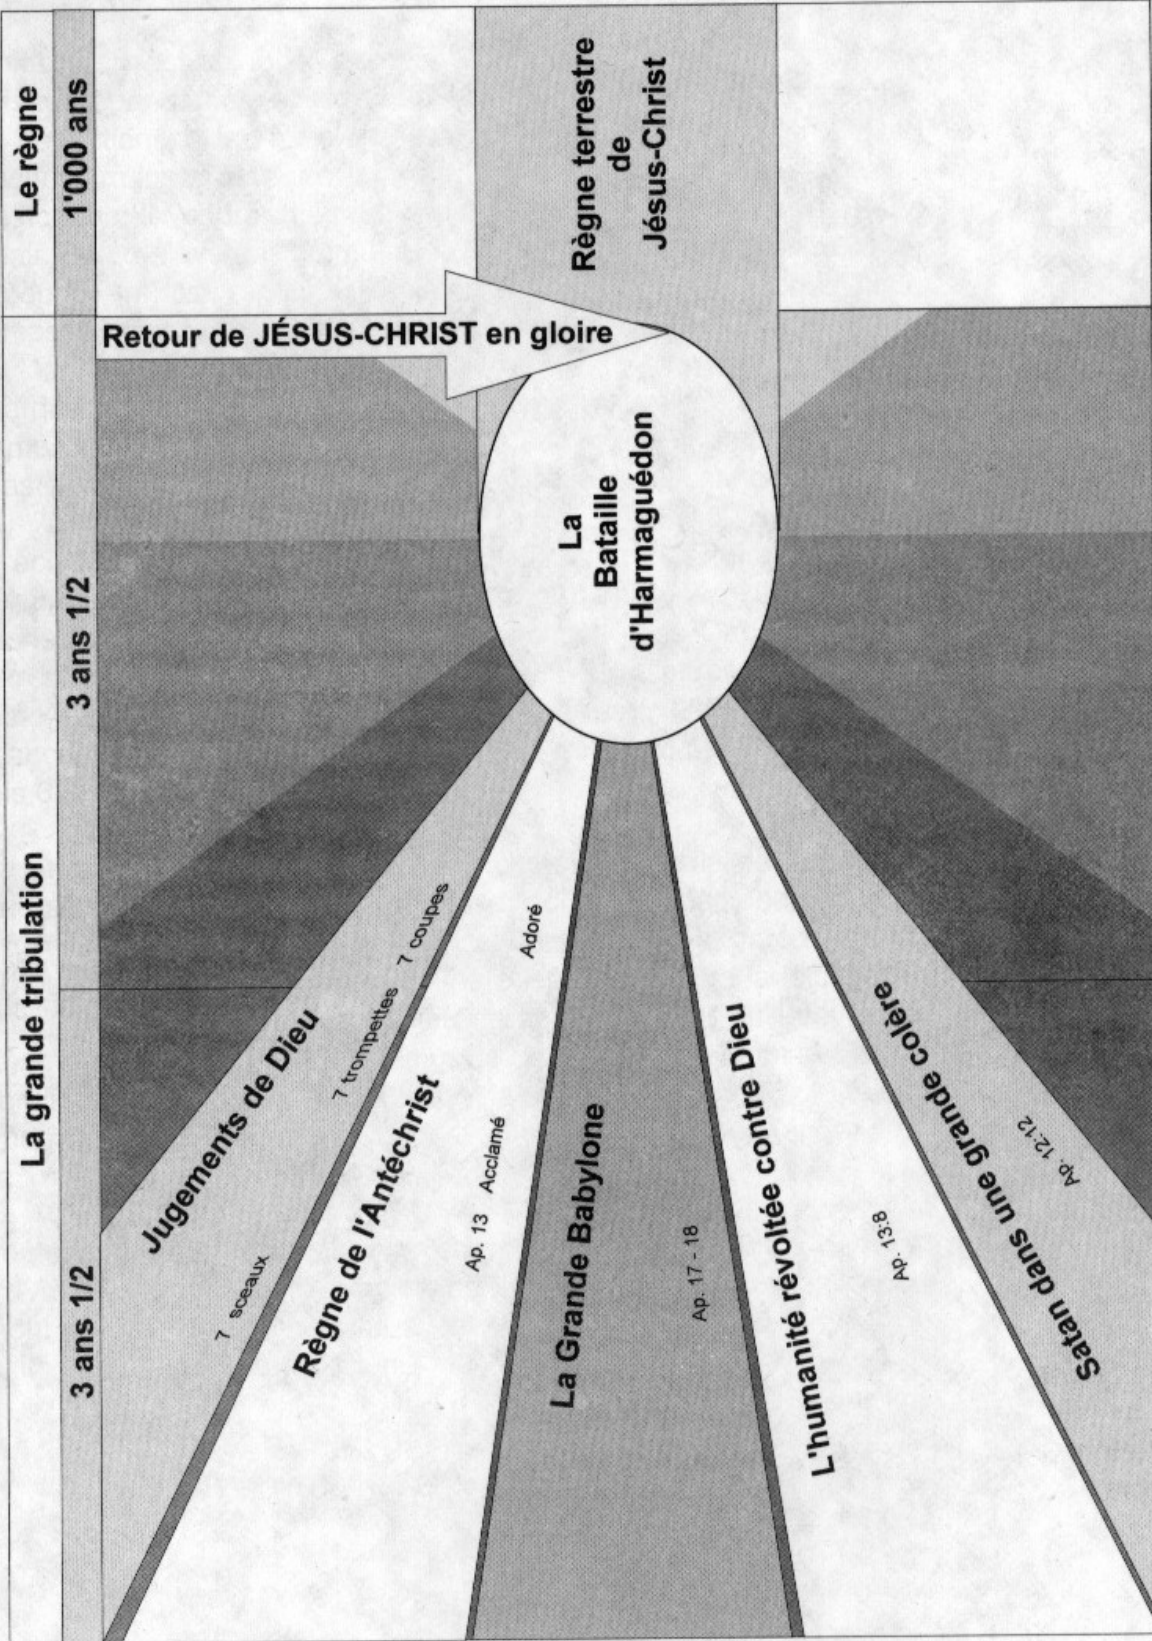 La grande tribulation
Le règne
3 ans 1/2
3 ans 1/2
1'000 ans
Retour de JÉSUS-CHRIST en gloire
Jugements de Dieu
7 sceaux
7 trompettes
7 coupes
Règne de l'Antéchrist
Ap. 13
Acclamé
Adoré
La Grande Babylone
Ap. 17 - 18
L'humanité révoltée contre Dieu
Ap. 13:8
Satan dans une grande colère
Ap. 12:12
La
Bataille
d'Harmaguédon
Règne terrestre
de
Jésus-Christ